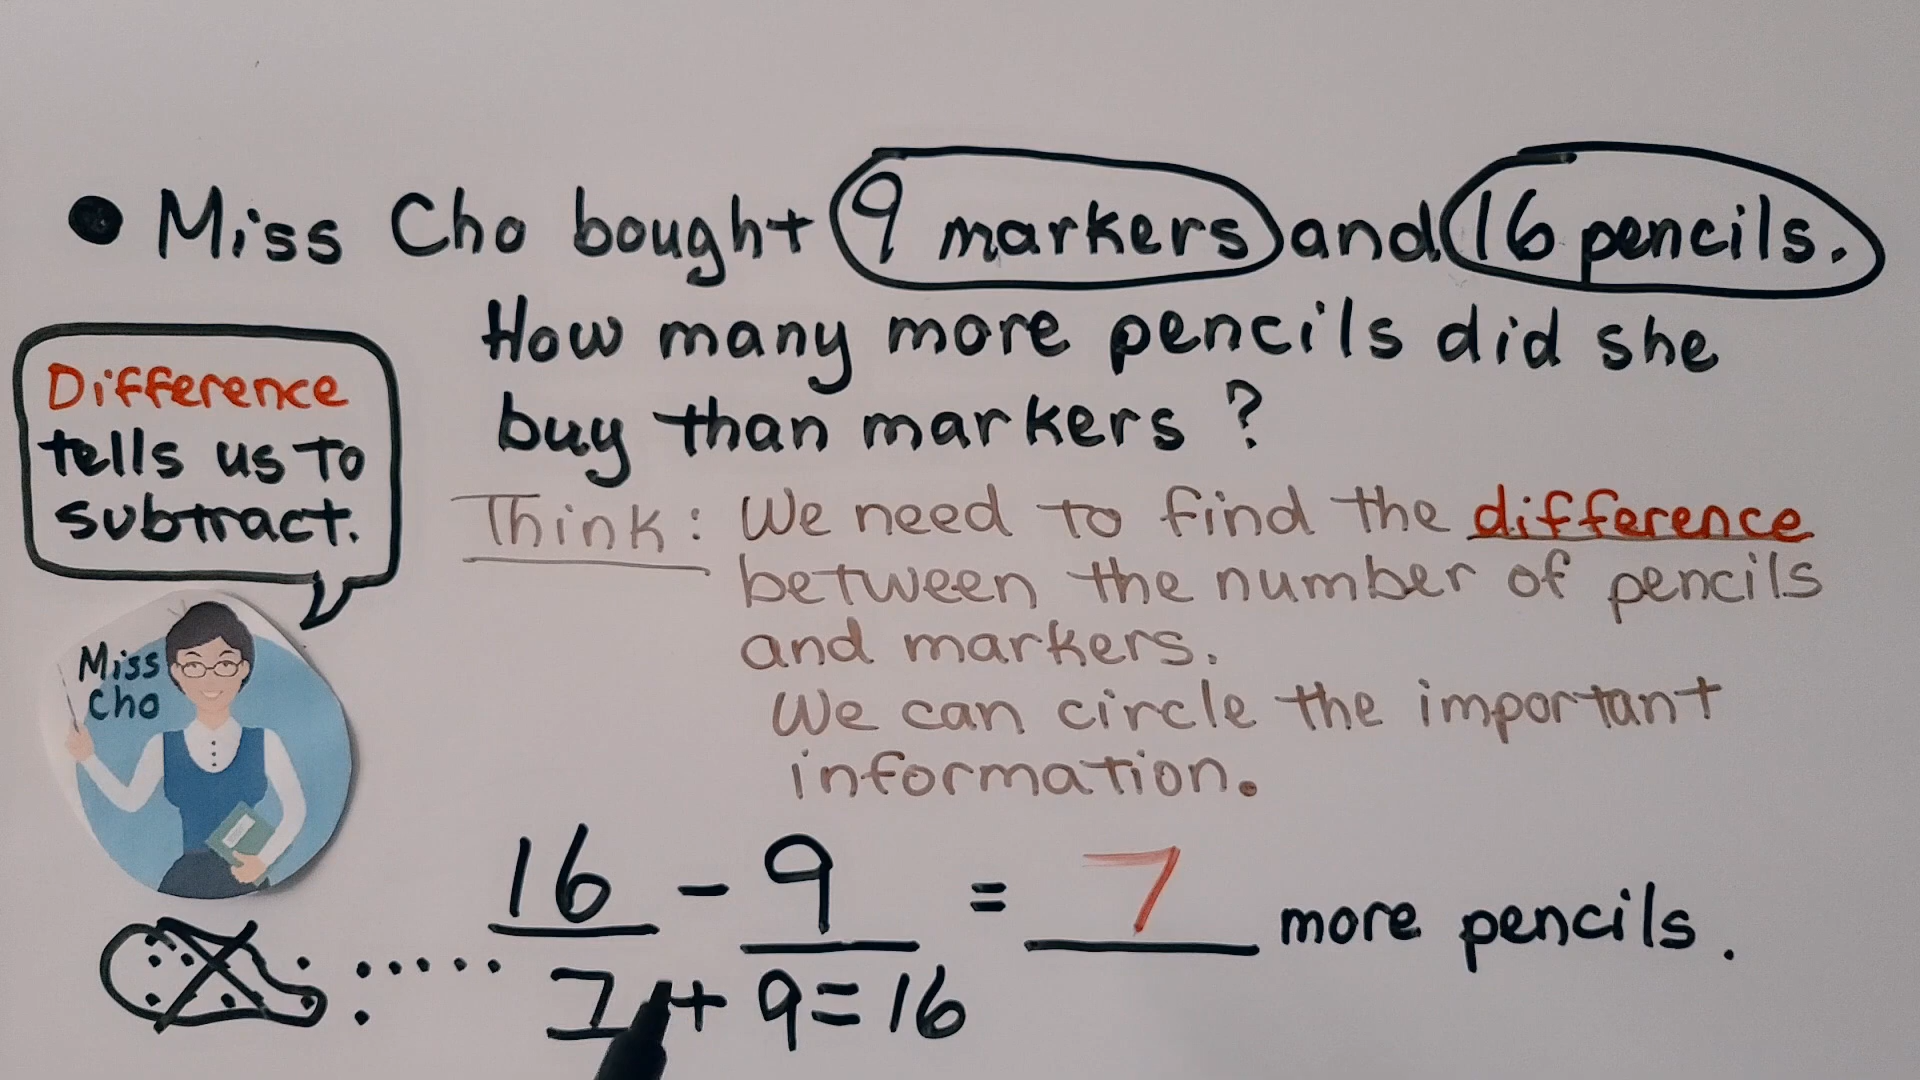 • Miss Cho bought 9 markers and 16 pencils.
How many more pencils did she
buy than markers?
Difference
tells us to
subtract.
Think: We need to find the difference
between the number of pencils
and markers.
We can circle the important
information.
Miss
Cho
16 - 9 = 7 more pencils.
7 + 9 = 16